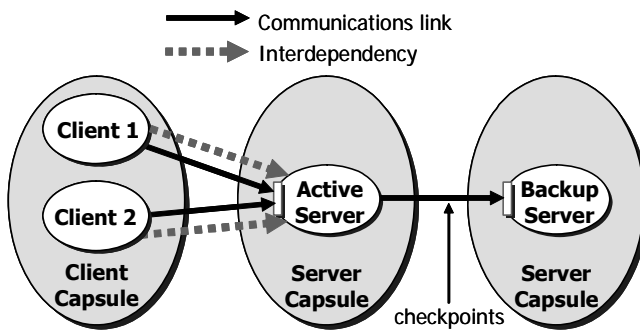 Communications link
Interdependency
Client 1
Client 2
Client
Capsule
Active
Server
Server
Capsule
checkpoints
Backup
Server
Server
Capsule